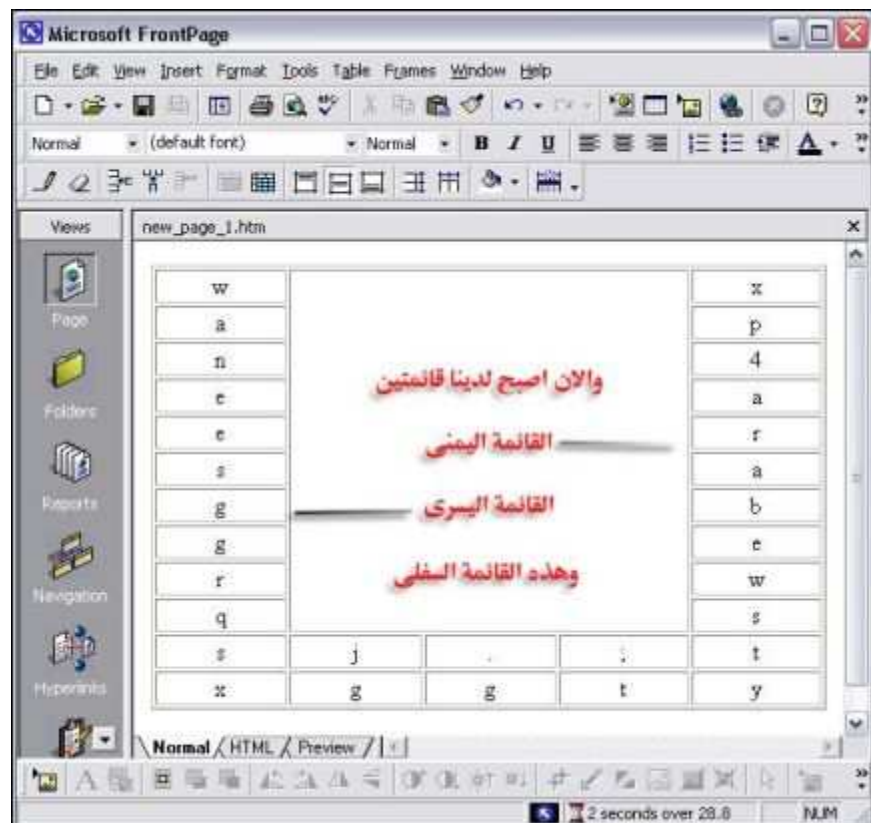 Microsoft FrontPage
File Edit View Insert Format Tools Table Frames Window Help
Normal (default font) Normal B I U A
Views new_page_1.htm
Page
Folders
Reports
Navigation
Hyperlinks
w x
a p
n 4
e a
e r
s a
g b
g e
r w
q s
والان اصبح لدينا قائمتين
القائمة اليمنى
القائمة اليسرى
وهذه القائمة السفلى
s j . ; t
x g g t y
Normal HTML Preview
2 seconds over 28.8 NUM